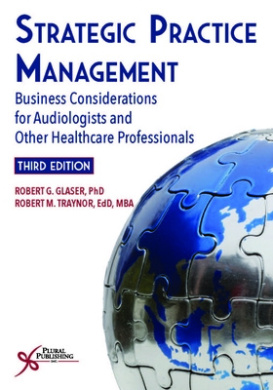 STRATEGIC PRACTICE
MANAGEMENT
Business Considerations
for Audiologists and
Other Healthcare Professionals
THIRD EDITION
ROBERT G. GLASER, PhD
ROBERT M. TRAYNOR, EdD, MBA
PLURAL
PUBLISHING
INC.